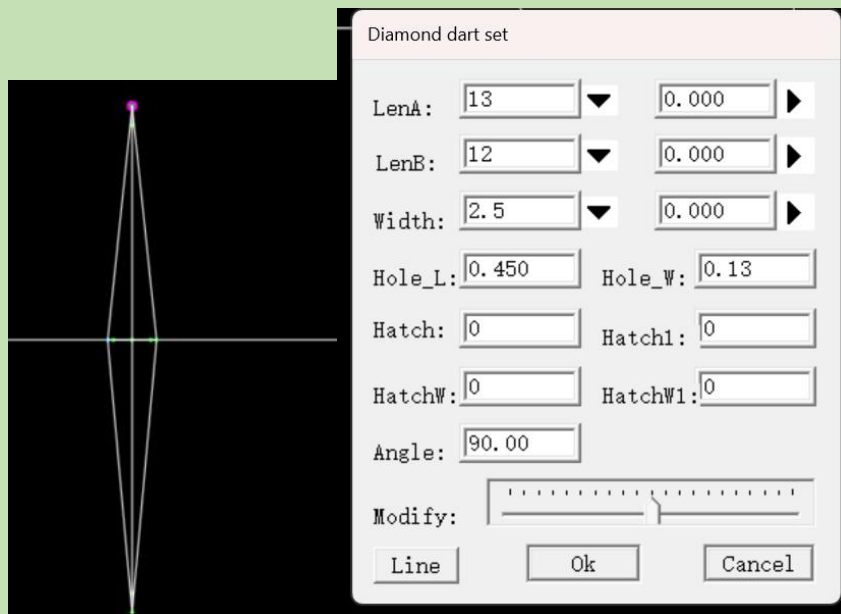 Diamond dart set
LenA: 13 0.000
LenB: 12 0.000
Width: 2.5 0.000
Hole_L: 0.450 Hole_W: 0.13
Hatch: 0 Hatch1: 0
HatchW: 0 HatchW1: 0
Angle: 90.00
Modify:
Line Ok Cancel